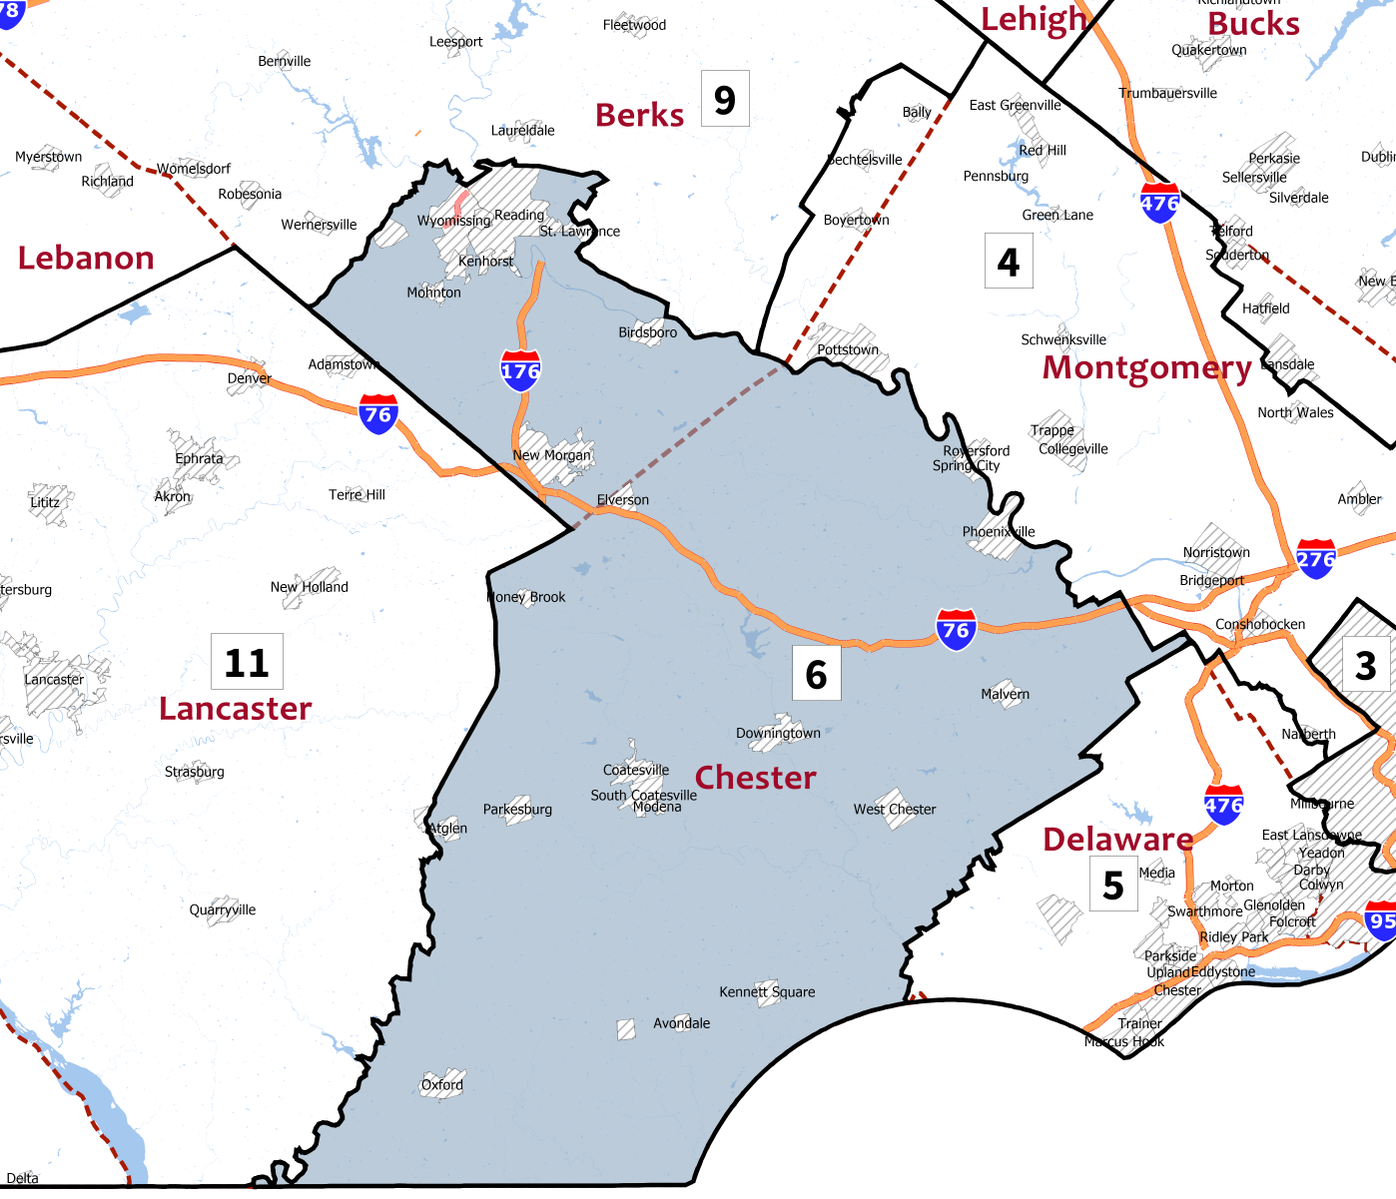 78
Fleetwood
Lehigh
Richlandtown
Bucks
Leesport
Quakertown
Bernville
Trumbauersville
9
Berks
East Greenville
Bally
Laureldale
Red Hill
Myerstown
Perkasie
Dublin
Womelsdorf
Bechtelsville
Richland
Pennsburg
Sellersville
Robesonia
Silverdale
476
Wyomissing
Reading
Boyertown
Green Lane
Wernersville
St. Lawrence
Telford
Lebanon
Kenhorst
4
Souderton
New B
Mohnton
Hatfield
Birdsboro
Schwenksville
Pottstown
Adamstown
Denver
176
Montgomery
Lansdale
76
North Wales
Trappe
Collegeville
Ephrata
New Morgan
Royersford
Spring City
Lititz
Akron
Terre Hill
Elverson
Ambler
Phoenixville
Norristown
276
Bridgeport
tersburg
New Holland
Honey Brook
Conshohocken
76
11
6
3
Lancaster
Malvern
Lancaster
rsville
Downingtown
Narberth
Strasburg
Coatesville
Chester
South Coatesville
Modena
Parkesburg
West Chester
476
Millbourne
Atglen
Delaware
East Lansdowne
Yeadon
5
Media
Darby
Morton
Colwyn
Quarryville
Swarthmore
Glenolden
Folcroft
95
Ridley Park
Parkside
Upland
Eddystone
Kennett Square
Chester
Avondale
Trainer
Marcus Hook
Oxford
Delta